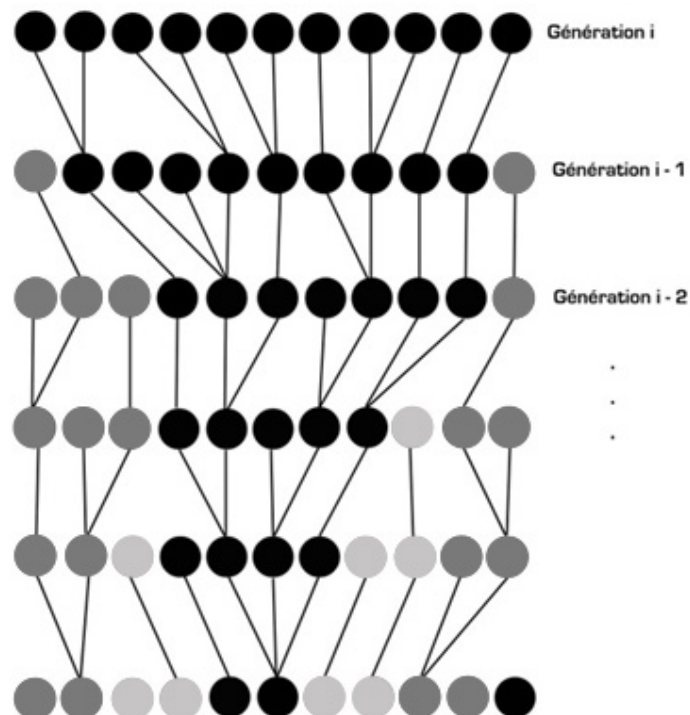 Génération i
Génération i - 1
Génération i - 2
.
.
.